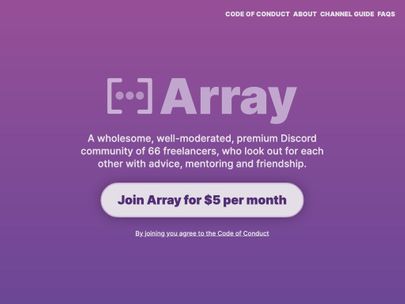 CODE OF CONDUCT ABOUT CHANNEL GUIDE FAQS
[...] Array
A wholesome, well-moderated, premium Discord
community of 66 freelancers, who look out for each
other with advice, mentoring and friendship.
Join Array for $5 per month
By joining you agree to the Code of Conduct